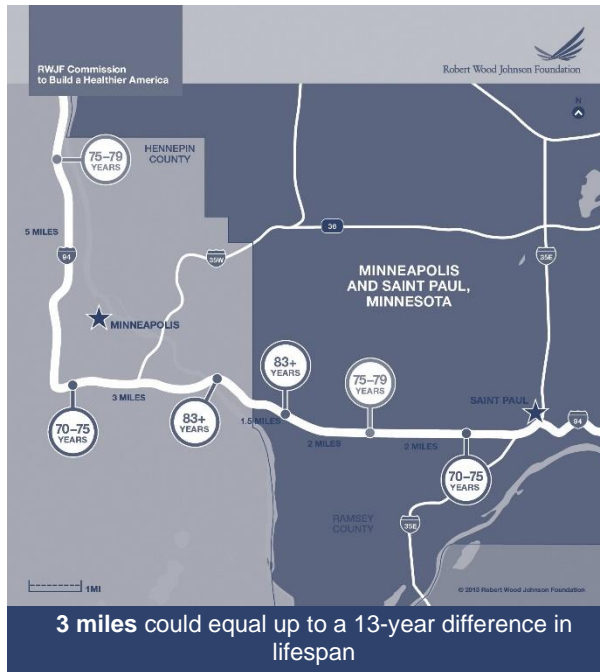 RWJF Commission
to Build a Healthier America
Robert Wood Johnson Foundation
N
HENNEPIN
COUNTY
75–79
YEARS
5 MILES
94
35W
36
35E
MINNEAPOLIS
AND SAINT PAUL,
MINNESOTA
MINNEAPOLIS
83+
YEARS
75–79
YEARS
3 MILES
70–75
YEARS
83+
YEARS
1.5 MILES
2 MILES
2 MILES
SAINT PAUL
94
70–75
YEARS
RAMSEY
COUNTY
35E
1MI
© 2013 Robert Wood Johnson Foundation
3 miles could equal up to a 13-year difference in
lifespan